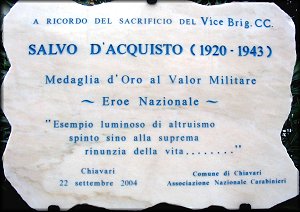 A RICORDO DEL SACRIFICIO DEL Vice Brig. CC.
SALVO D'ACQUISTO (1920-1943)
Medaglia d'Oro al Valor Militare
~ Eroe Nazionale ~
"Esempio luminoso di altruismo
spinto sino alla suprema
rinunzia della vita........"
Chiavari
22 settembre 2004
Comune di Chiavari
Associazione Nazionale Carabinieri